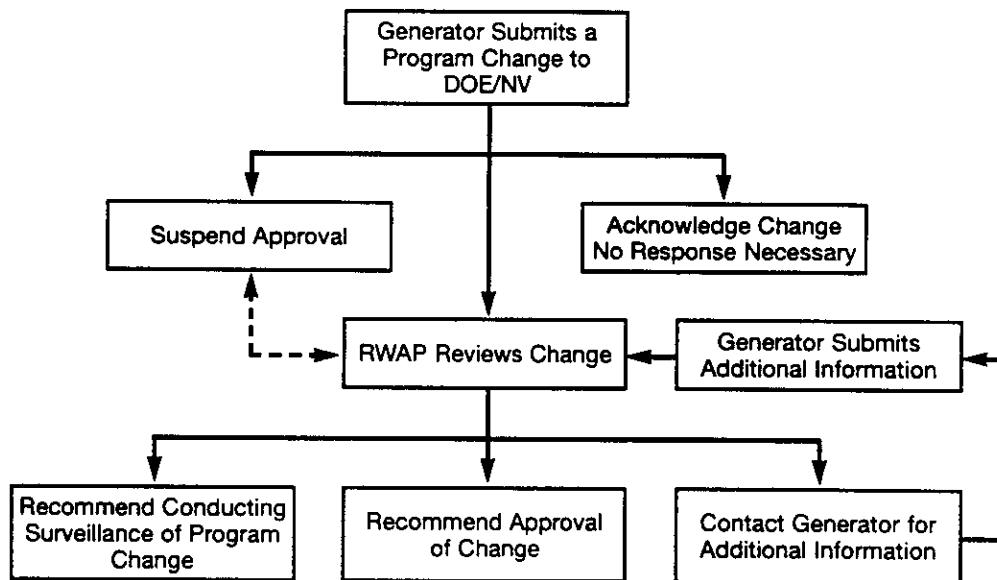 Generator Submits a
Program Change to
DOE/NV
Suspend Approval
Acknowledge Change
No Response Necessary
RWAP Reviews Change
Generator Submits
Additional Information
Recommend Conducting
Surveillance of Program
Change
Recommend Approval
of Change
Contact Generator for
Additional Information